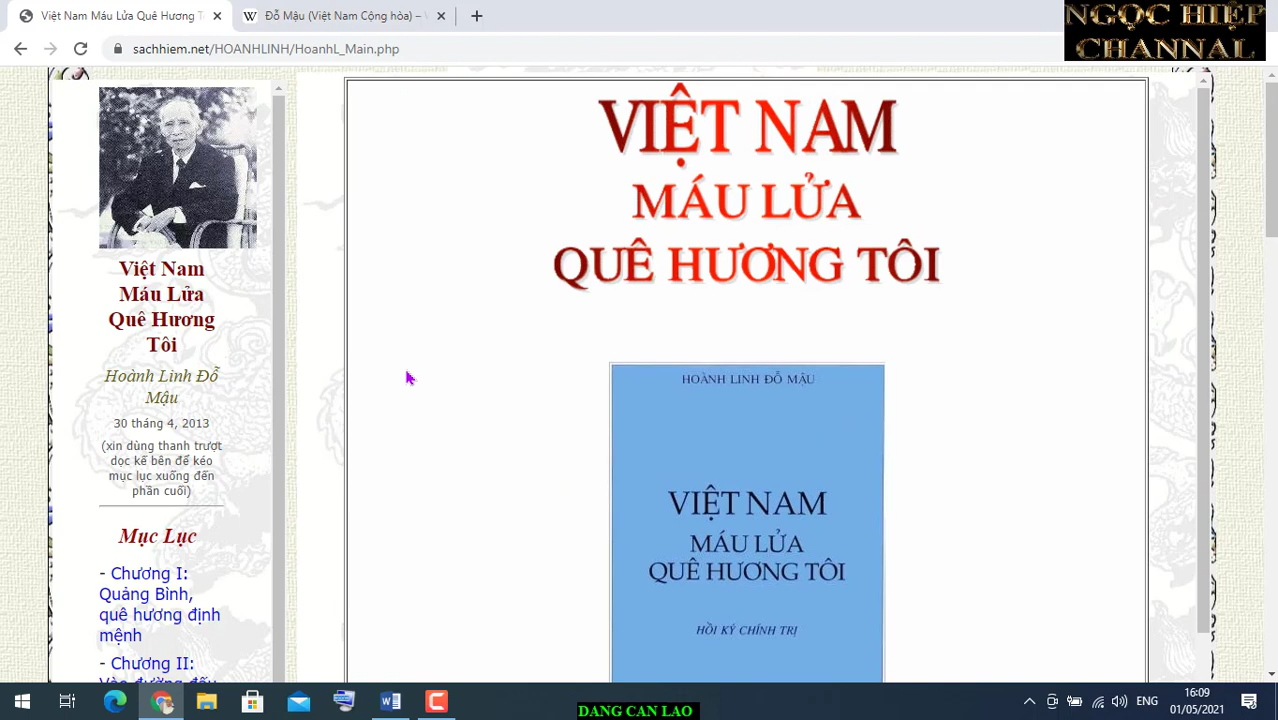 Việt Nam Máu Lửa Quê Hương T
Đỗ Mậu (Việt Nam Cộng hòa) –
NGỌC HIỆP
CHANNAL
sachhiem.net/HOANHLINH/HoanhL_Main.php
Việt Nam
Máu Lửa
Quê Hương
Tôi
Hoành Linh Đỗ
Mậu
30 tháng 4, 2013
(xin dùng thanh trượt
dọc kế bên để kéo
mục lục xuống đến
phần cuối)
Mục Lục
- Chương I:
Quảng Bình,
quê hương định
mệnh
- Chương II:
VIỆT NAM
MÁU LỬA
QUÊ HƯƠNG TÔI
HOÀNH LINH ĐỖ MẬU
VIỆT NAM
MÁU LỬA
QUÊ HƯƠNG TÔI
HỒI KÝ CHÍNH TRỊ
ENG
16:09
01/05/2021
DANG CAN LAO